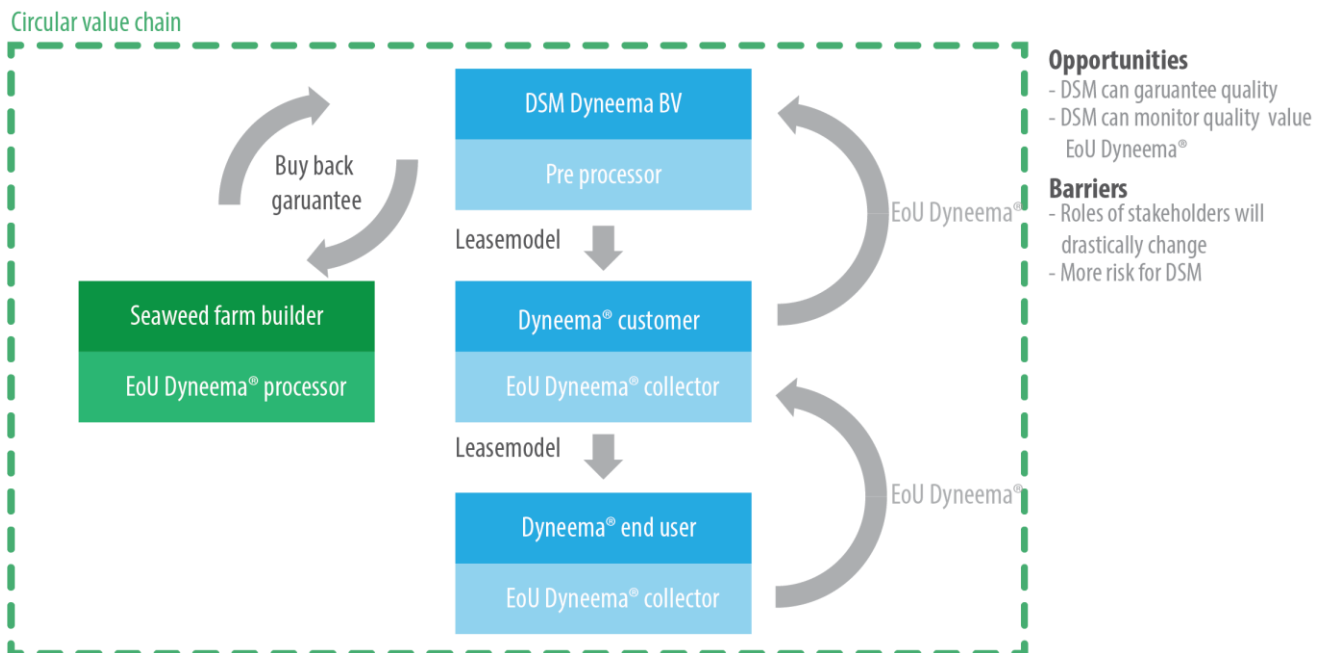 Circular value chain
DSM Dyneema BV
Pre processor
Buy back
garuantee
EoU Dyneema®
Leasemodel
Seaweed farm builder
EoU Dyneema® processor
Dyneema® customer
EoU Dyneema® collector
Leasemodel
EoU Dyneema®
Dyneema® end user
EoU Dyneema® collector
Opportunities
- DSM can garuantee quality
- DSM can monitor quality value
EoU Dyneema®
Barriers
- Roles of stakeholders will
drastically change
- More risk for DSM